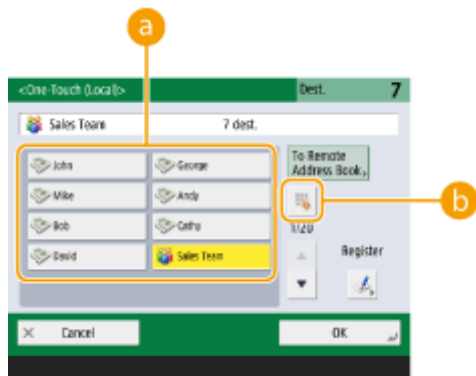 a
<One-Touch (Local)>
Dest. 7
Sales Team 7 dest.
John
George
To Remote
Address Book
Mike
Andy
b
Bob
Cathy
1/20
David
Sales Team
Register
× Cancel
OK